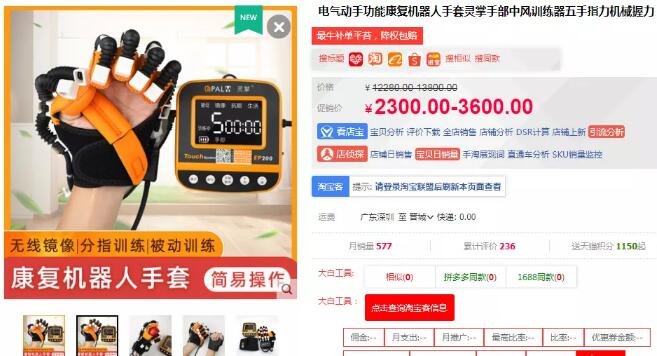 电气动手功能康复机器人手套灵掌手部中风训练器五手指力机械握力
最牛补单平苔，降权包赔
搜标题
搜相似 搜同款
价格 ￥ 12280.00-13800.00
促销价 ￥ 2300.00-3600.00
看店宝 宝贝分析 评价下载 全店销售 店铺分析 DSR计算 店铺上新 引流分析
店侦探 店铺日销售 宝贝日销量 手淘展现词 直通车分析 SKU销量监控
淘宝客 提示: 请登录淘宝联盟后刷新本页面查看
运费 广东深圳 至 晋城 快递: 0.00
月销量 577 累计评价 236 送天猫积分 1150起
大白工具: 相似(0) 拼多多同款(0) 1688同款(0)
大白工具: 点击查询淘宝客信息
佣金:-- 月支出:-- 月推广:-- 最高比率:-- 比率:-- 优惠券金额:--
NEW
灵掌
镜像 抗阻 生活
手部
Touch
EP200
无线镜像|分指训练|被动训练
康复机器人手套
简易操作